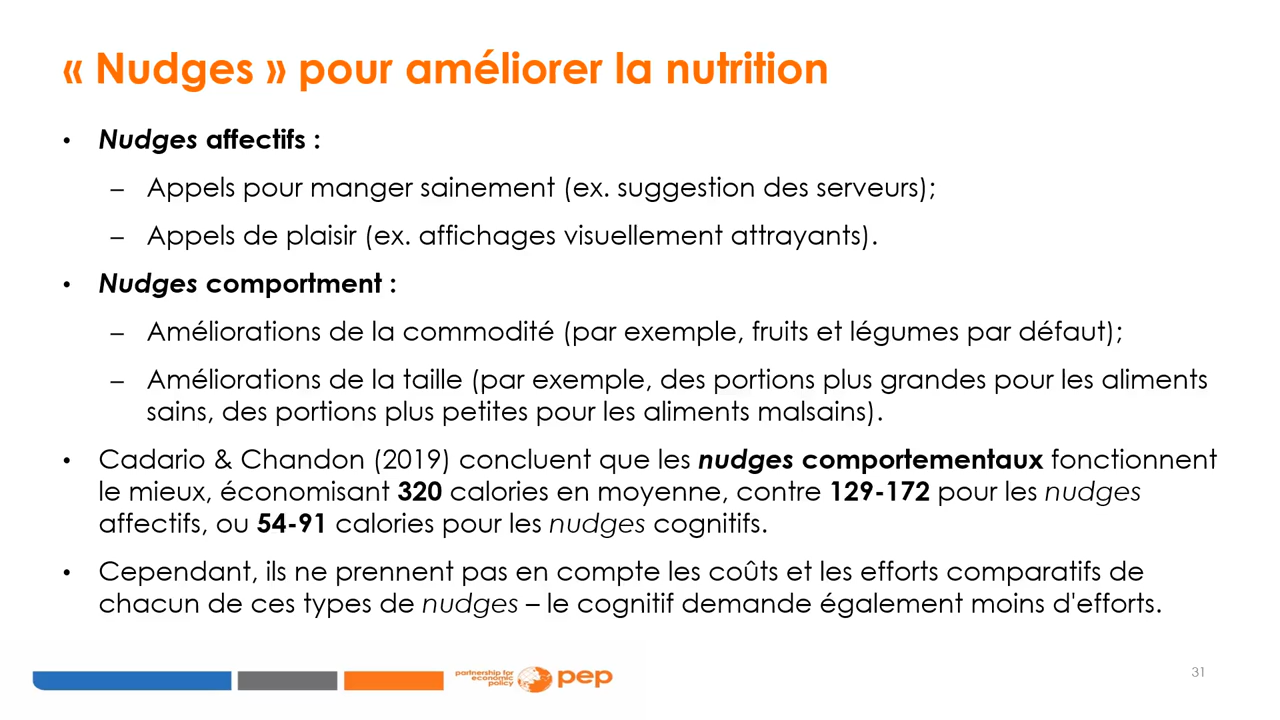 « Nudges » pour améliorer la nutrition
• Nudges affectifs :
– Appels pour manger sainement (ex. suggestion des serveurs);
– Appels de plaisir (ex. affichages visuellement attrayants).
• Nudges comportment :
– Améliorations de la commodité (par exemple, fruits et légumes par défaut);
– Améliorations de la taille (par exemple, des portions plus grandes pour les aliments
sains, des portions plus petites pour les aliments malsains).
• Cadario & Chandon (2019) concluent que les nudges comportementaux fonctionnent
le mieux, économisant 320 calories en moyenne, contre 129-172 pour les nudges
affectifs, ou 54-91 calories pour les nudges cognitifs.
• Cependant, ils ne prennent pas en compte les coûts et les efforts comparatifs de
chacun de ces types de nudges – le cognitif demande également moins d'efforts.
partnership for
economic
policy
pep
31